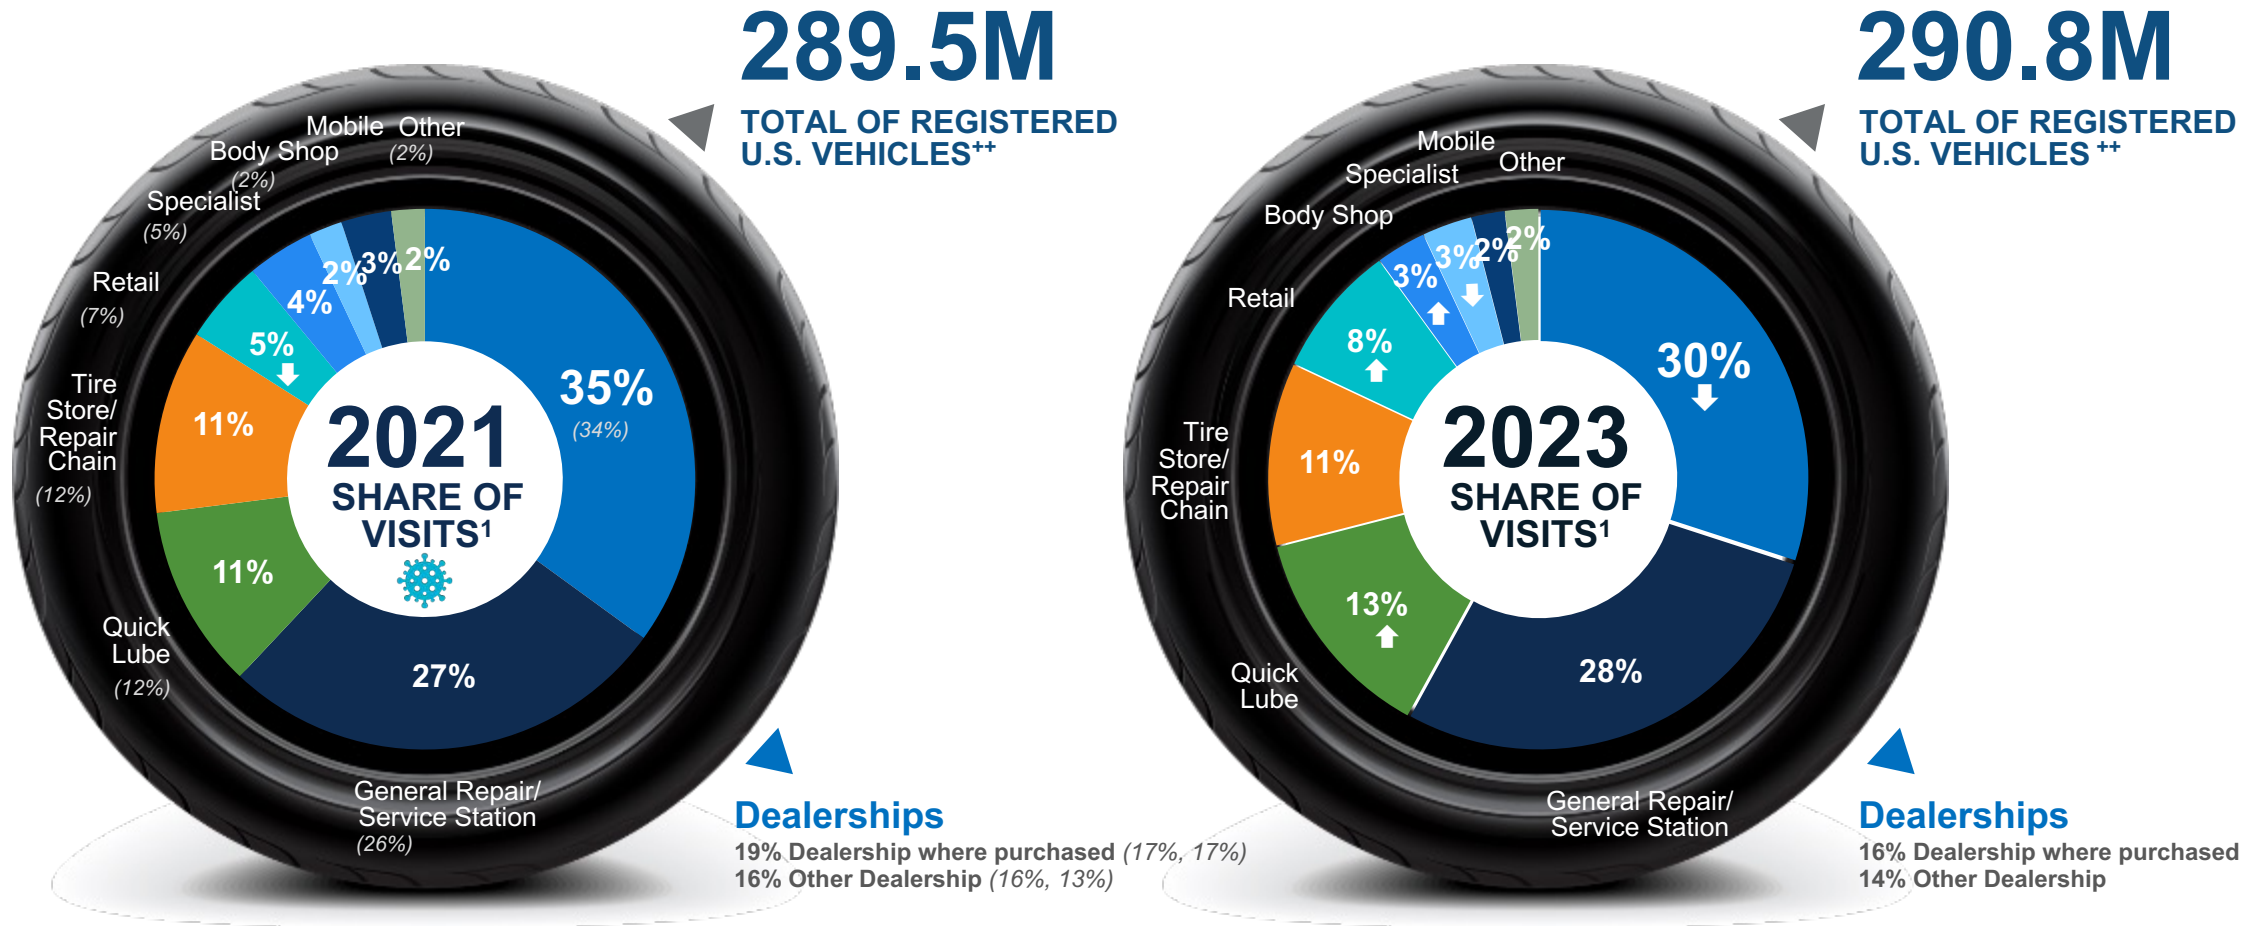 289.5M
TOTAL OF REGISTERED
U.S. VEHICLES++
Mobile
Other
(2%)
Body Shop
(2%)
Specialist
(5%)
Retail
(7%)
Tire
Store/
Repair
Chain
(12%)
Quick
Lube
(12%)
General Repair/
Service Station
(26%)
2%
3%
2%
4%
5%
11%
11%
27%
35%
(34%)
2021
SHARE OF
VISITS1
Dealerships
19% Dealership where purchased (17%, 17%)
16% Other Dealership (16%, 13%)
290.8M
TOTAL OF REGISTERED
U.S. VEHICLES ++
Mobile
Other
Specialist
Body Shop
Retail
Tire
Store/
Repair
Chain
Quick
Lube
General Repair/
Service Station
2%
2%
3%
3%
8%
11%
13%
28%
30%
2023
SHARE OF
VISITS1
Dealerships
16% Dealership where purchased
14% Other Dealership